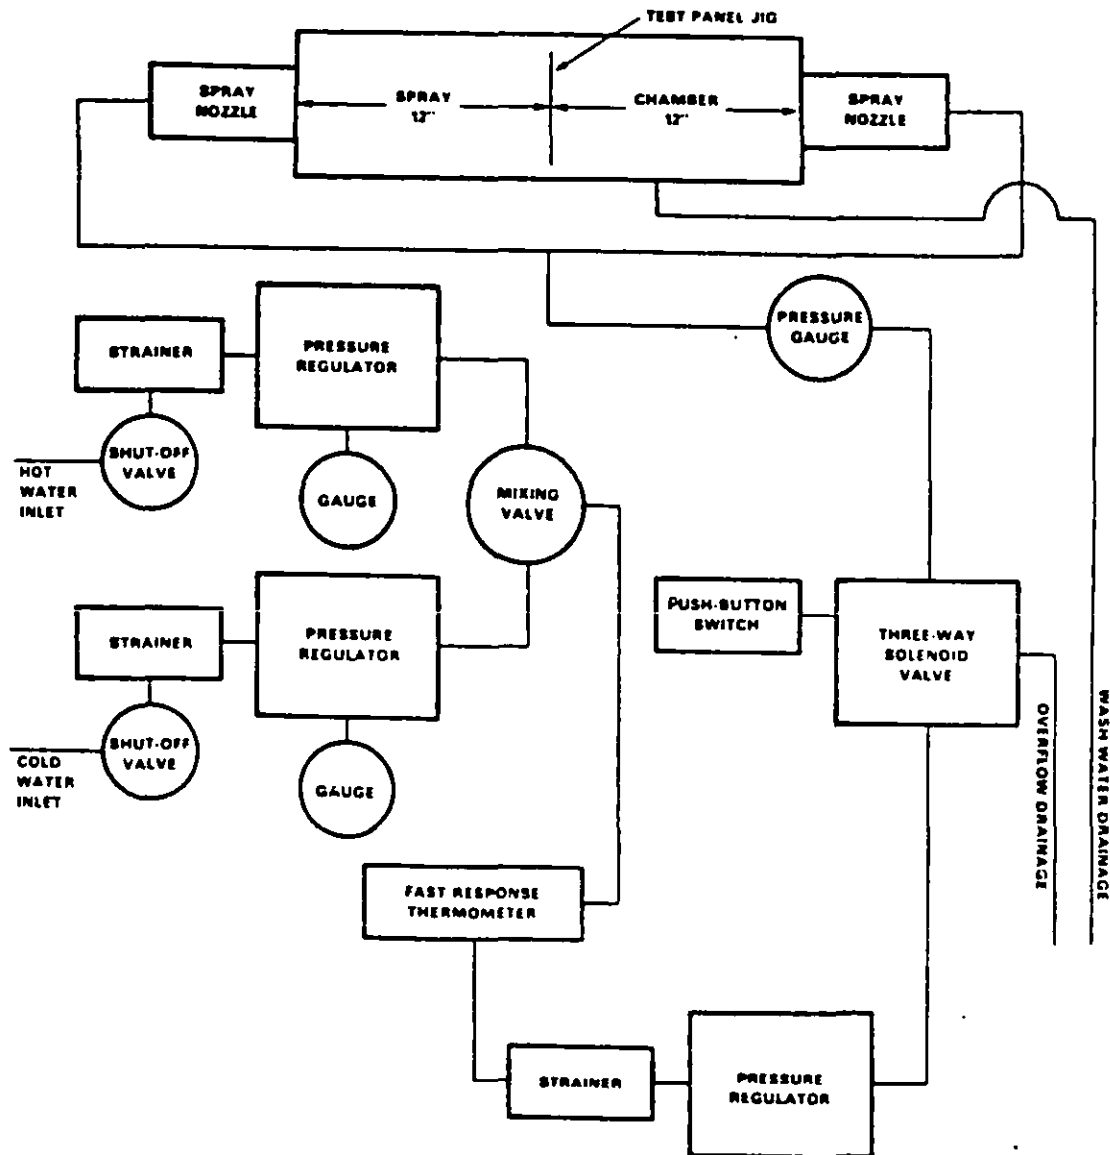 TEST PANEL JIG
SPRAY
NOZZLE
SPRAY
12"
CHAMBER
12"
SPRAY
NOZZLE
STRAINER
PRESSURE
REGULATOR
PRESSURE
GAUGE
SHUT-OFF
VALVE
HOT
WATER
INLET
GAUGE
MIXING
VALVE
STRAINER
PRESSURE
REGULATOR
PUSH-BUTTON
SWITCH
THREE-WAY
SOLENOID
VALVE
SHUT-OFF
VALVE
COLD
WATER
INLET
GAUGE
OVERFLOW DRAINAGE
WASH WATER DRAINAGE
FAST RESPONSE
THERMOMETER
STRAINER
PRESSURE
REGULATOR